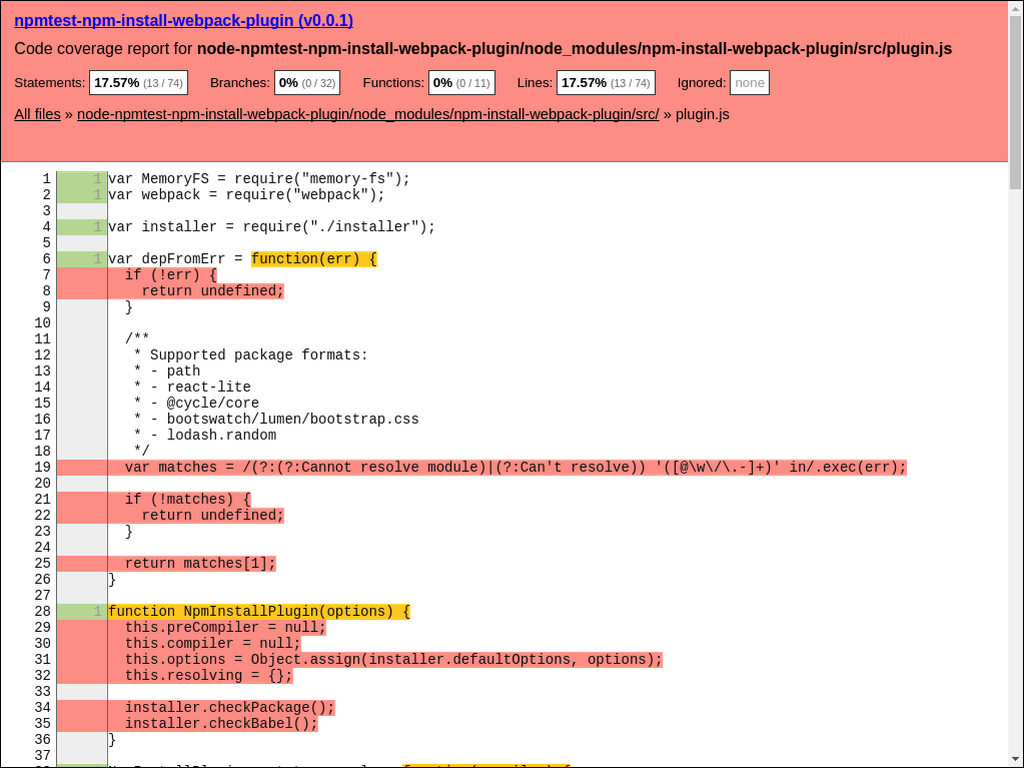 npmtest-npm-install-webpack-plugin (v0.0.1)
Code coverage report for node-npmtest-npm-install-webpack-plugin/node_modules/npm-install-webpack-plugin/src/plugin.js
Statements: 17.57% (13 / 74) Branches: 0% (0 / 32) Functions: 0% (0 / 11) Lines: 17.57% (13 / 74) Ignored: none
All files » node-npmtest-npm-install-webpack-plugin/node_modules/npm-install-webpack-plugin/src/ » plugin.js
1 1 var MemoryFS = require("memory-fs");
2 1 var webpack = require("webpack");
3
4 1 var installer = require("./installer");
5
6 1 var depFromErr = function(err) {
7 if (!err) {
8 return undefined;
9 }
10
11 /**
12 * Supported package formats:
13 * - path
14 * - react-lite
15 * - @cycle/core
16 * - bootswatch/lumen/bootstrap.css
17 * - lodash.random
18 */
19 var matches = /(?:(?:Cannot resolve module)|(?:Can't resolve)) '([@\w\/\.-]+)' in/.exec(err);
20
21 if (!matches) {
22 return undefined;
23 }
24
25 return matches[1];
26 }
27
28 1 function NpmInstallPlugin(options) {
29 this.preCompiler = null;
30 this.compiler = null;
31 this.options = Object.assign(installer.defaultOptions, options);
32 this.resolving = {};
33
34 installer.checkPackage();
35 installer.checkBabel();
36 }
37